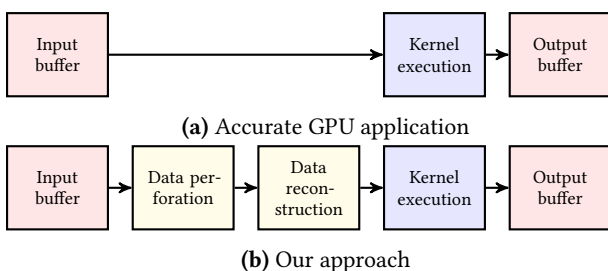 Input
buffer
Kernel
execution
Output
buffer
(a) Accurate GPU application
Input
buffer
Data per-
foration
Data
recon-
struction
Kernel
execution
Output
buffer
(b) Our approach